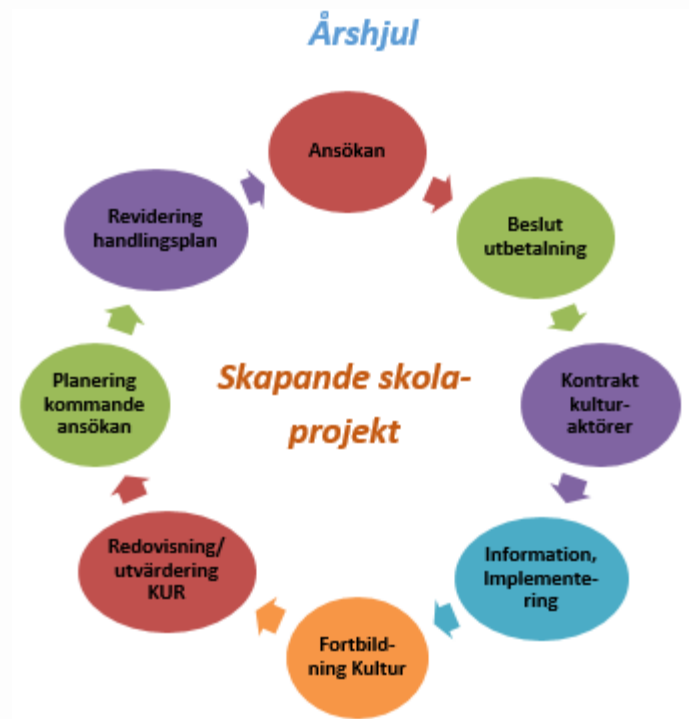 Årshjul
Ansökan
Beslut
utbetalning
Kontrakt
kultur-
aktörer
Information,
Implemente-
ring
Fortbild-
ning Kultur
Redovisning/
utvärdering
KUR
Planering
kommande
ansökan
Revidering
handlingsplan
Skapande skola-
projekt